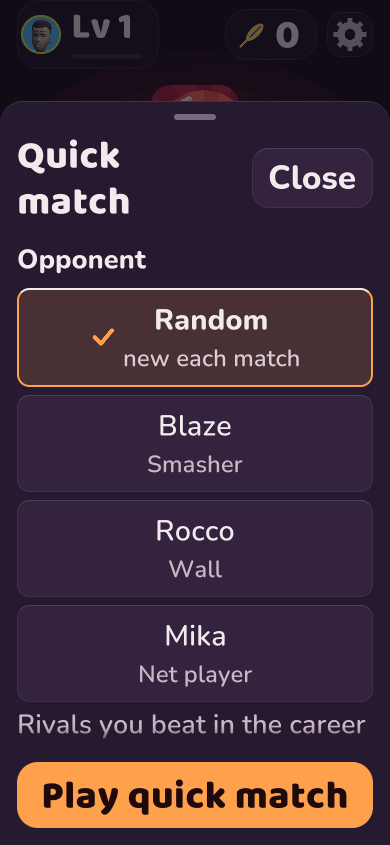 Lv 1
0
Quick
match
Close
Opponent
Random
new each match
Blaze
Smasher
Rocco
Wall
Mika
Net player
Rivals you beat in the career
Play quick match